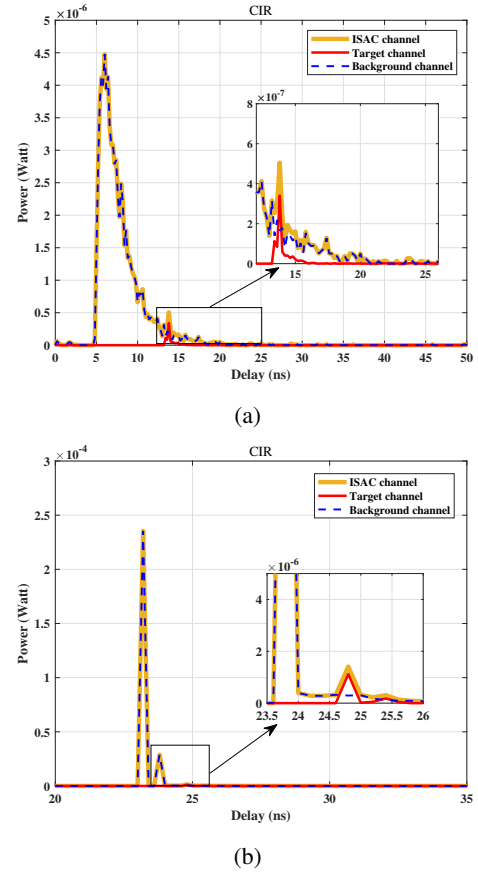 CIR
×10⁻⁶
5
4.5
4
3.5
3
2.5
2
1.5
1
0.5
0
Power (Watt)
ISAC channel
Target channel
Background channel
×10⁻⁷
8
6
4
2
0
15 20 25
0 5 10 15 20 25 30 35 40 45 50
Delay (ns)
(a)
CIR
×10⁻⁴
3
2.5
2
1.5
1
0.5
0
Power (Watt)
ISAC channel
Target channel
Background channel
×10⁻⁶
4
2
0
23.5 24 24.5 25 25.5 26
20 25 30 35
Delay (ns)
(b)